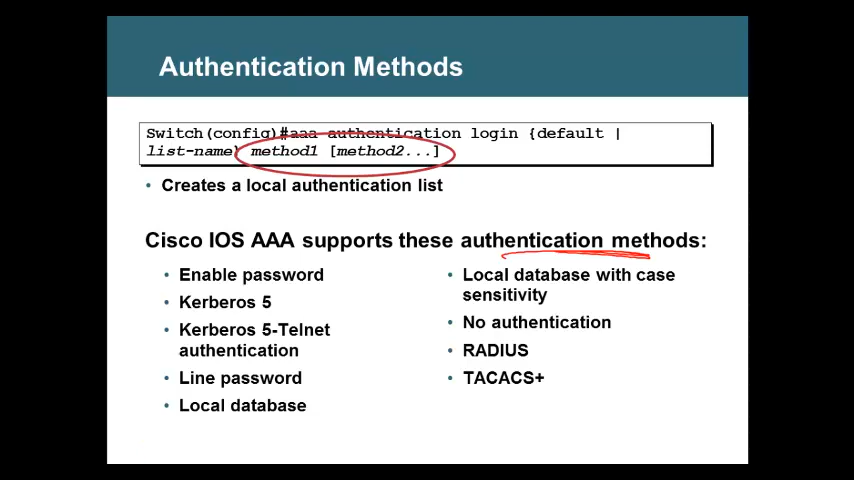 Authentication Methods
Switch(config)#aaa authentication login {default |
list-name} method1 [method2...]
• Creates a local authentication list
Cisco IOS AAA supports these authentication methods:
• Enable password
• Kerberos 5
• Kerberos 5-Telnet
authentication
• Line password
• Local database
• Local database with case
sensitivity
• No authentication
• RADIUS
• TACACS+